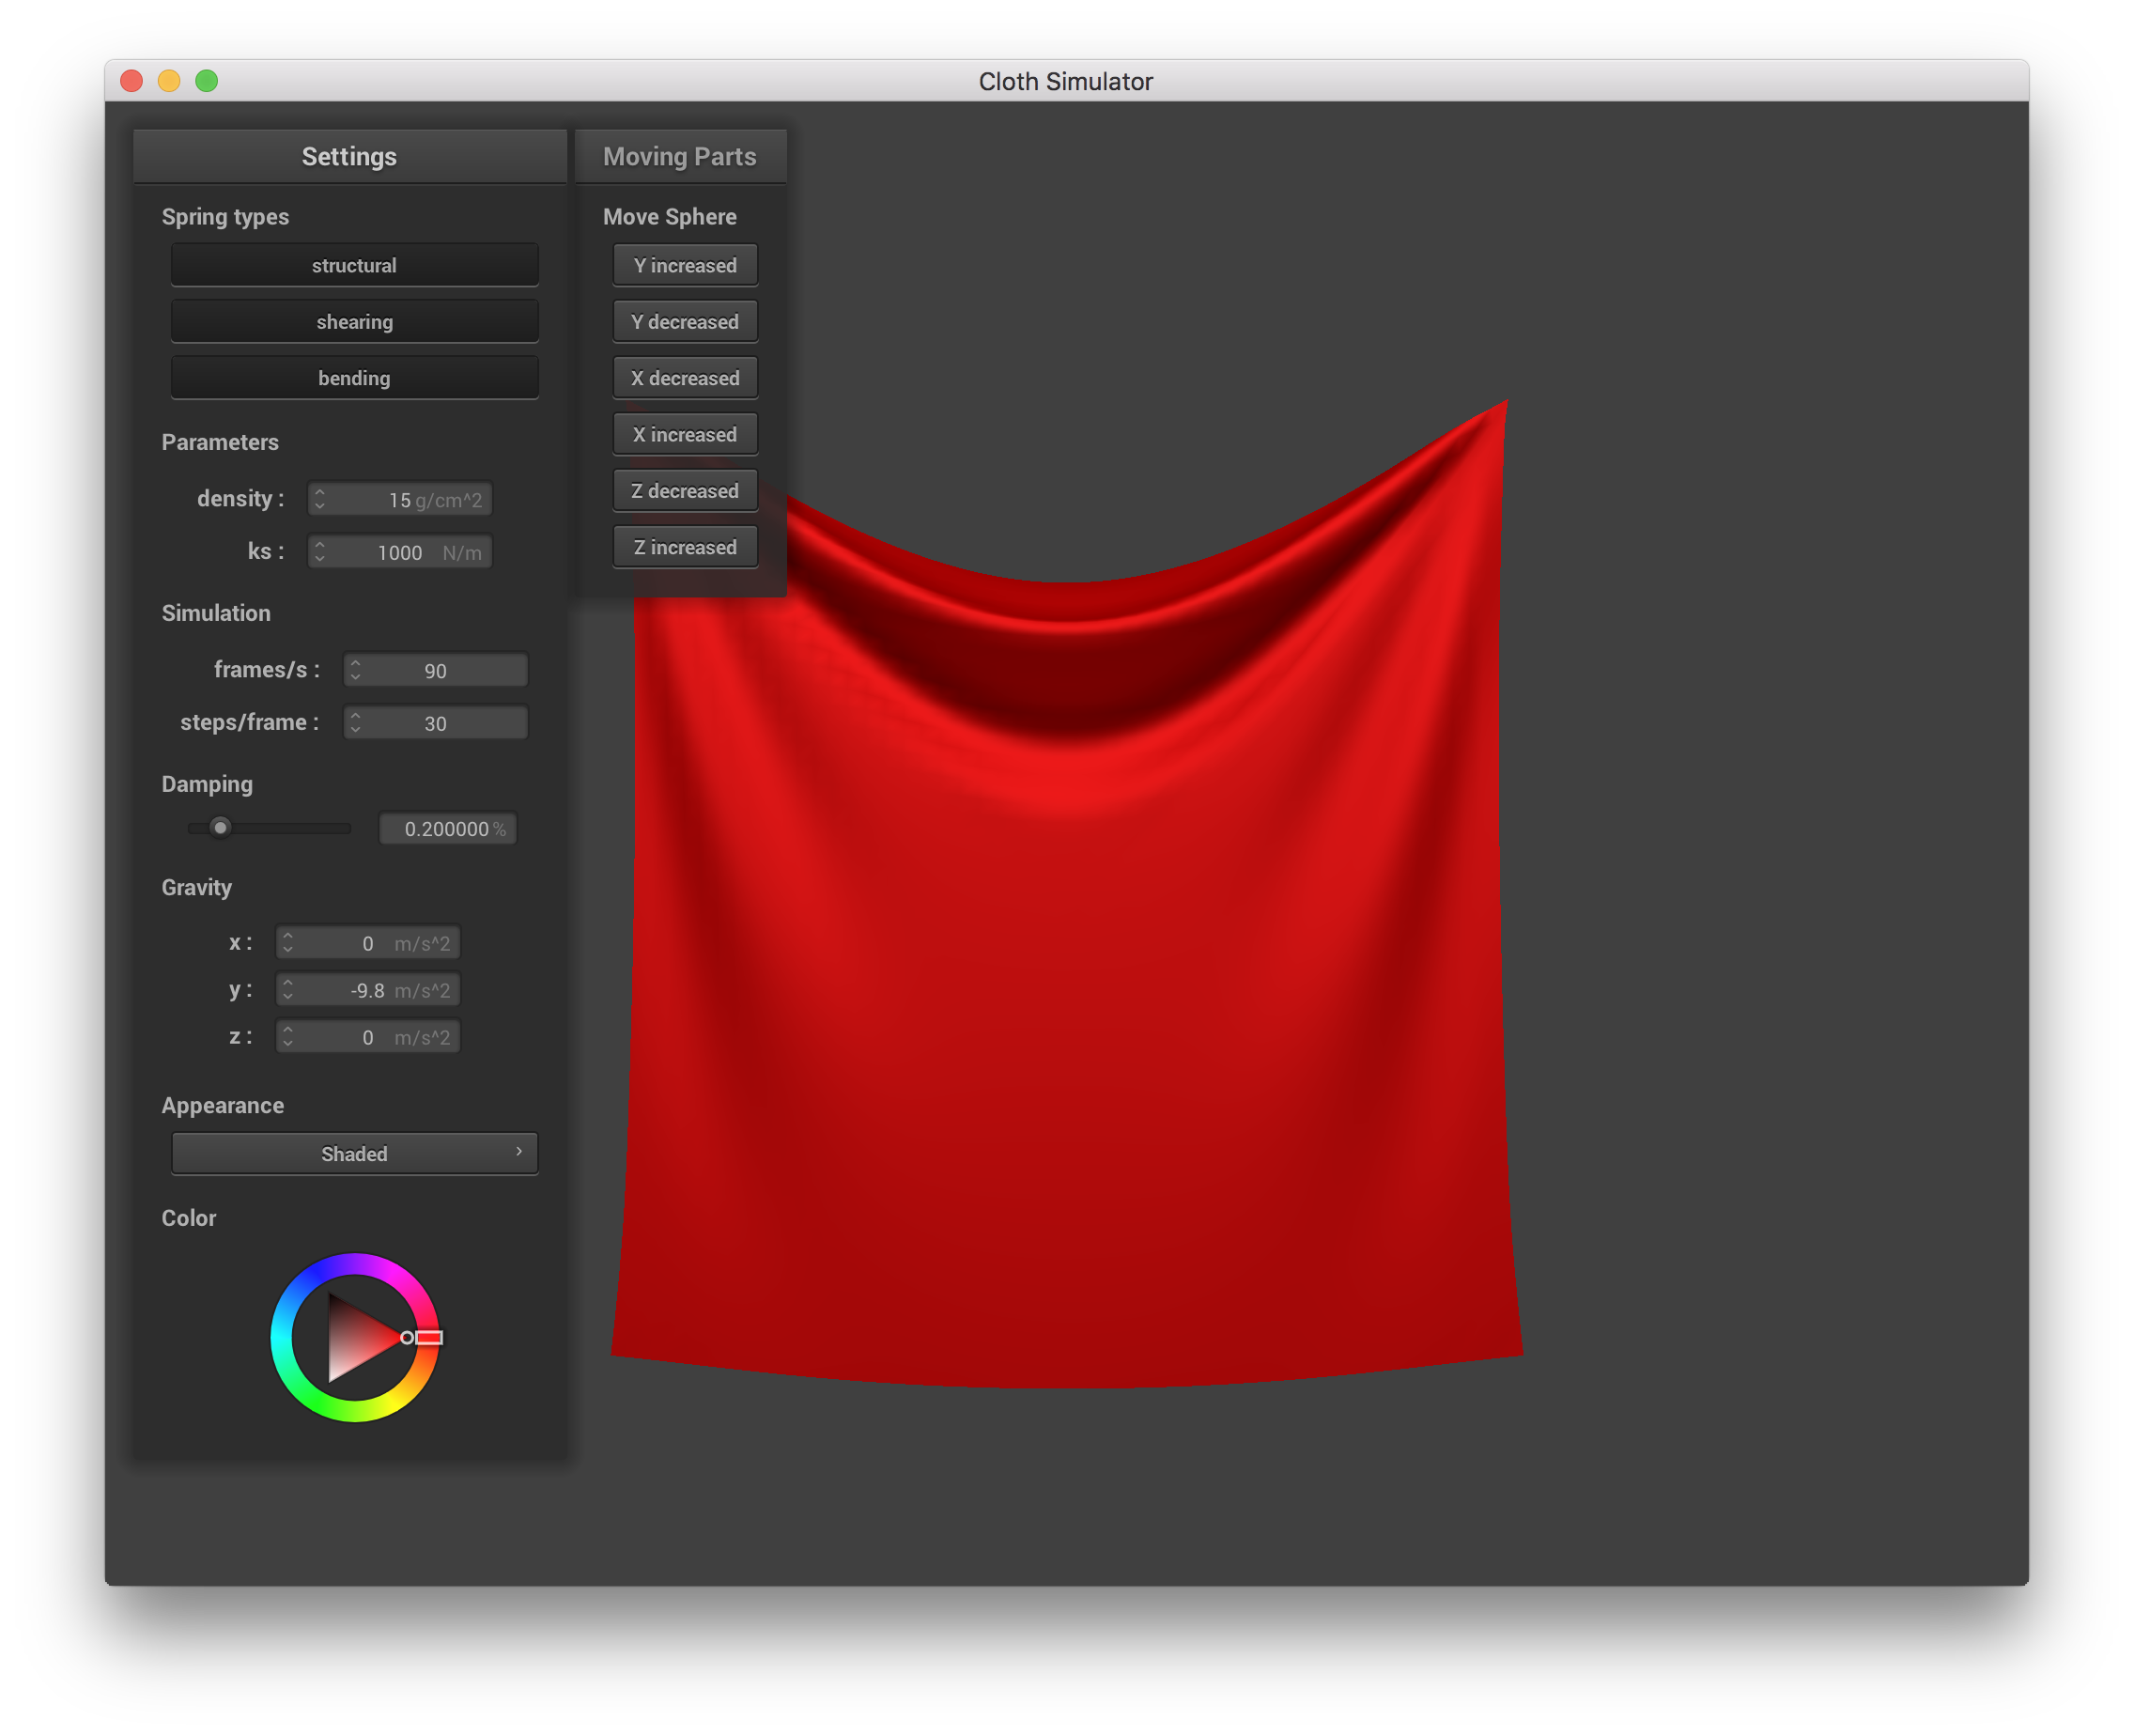 Cloth Simulator
Settings
Spring types
structural
shearing
bending
Parameters
density : 15 g/cm^2
ks : 1000 N/m
Simulation
frames/s : 90
steps/frame : 30
Damping
0.200000 %
Gravity
x : 0 m/s^2
y : -9.8 m/s^2
z : 0 m/s^2
Appearance
Shaded
Color
Moving Parts
Move Sphere
Y increased
Y decreased
X decreased
X increased
Z decreased
Z increased